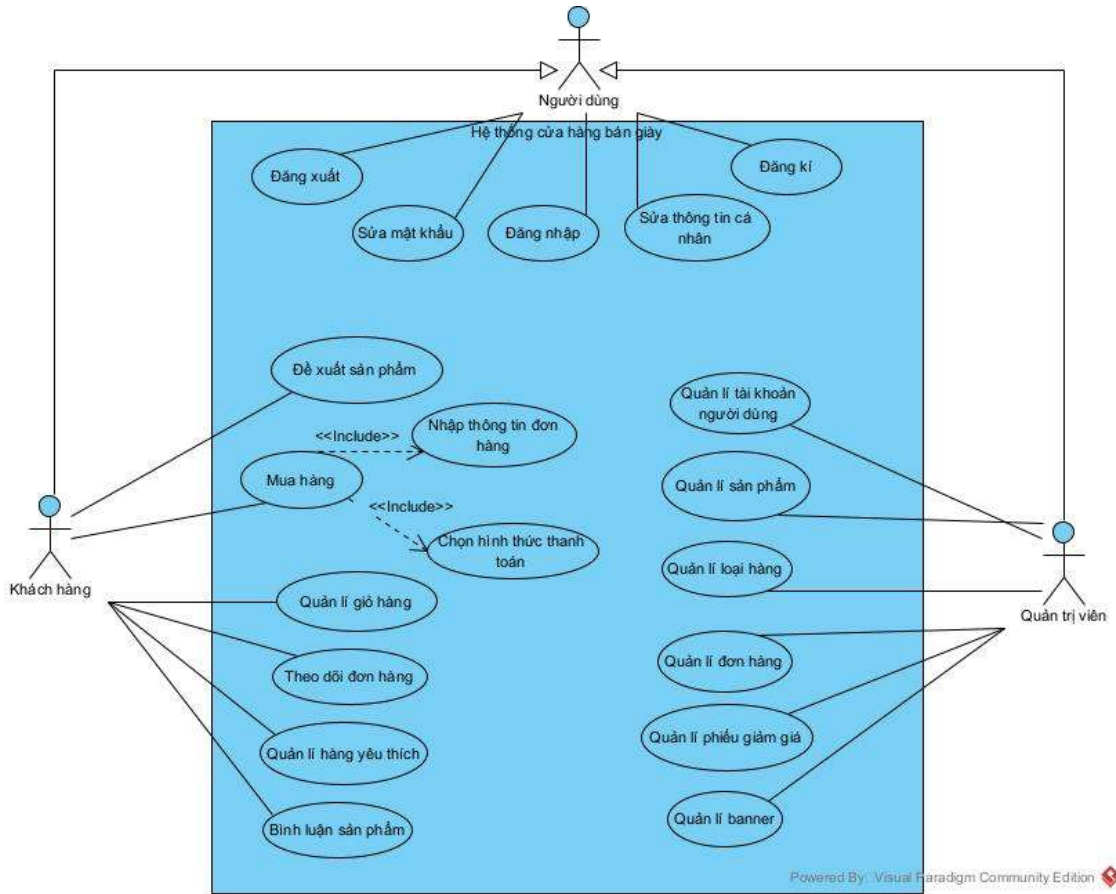 Người dùng
Hệ thống cửa hàng bán giày
Đăng xuất
Đăng kí
Sửa mật khẩu
Đăng nhập
Sửa thông tin cá
nhân
Đề xuất sản phẩm
Quản lí tài khoản
người dùng
<<Include>>
Nhập thông tin đơn
hàng
Mua hàng
Quản lí sản phẩm
<<Include>>
Chọn hình thức thanh
toán
Quản lí loại hàng
Khách hàng
Quản lí giỏ hàng
Quản trị viên
Theo dõi đơn hàng
Quản lí đơn hàng
Quản lí hàng yêu thích
Quản lí phiếu giảm giá
Bình luận sản phẩm
Quản lí banner
Powered By: Visual Paradigm Community Edition